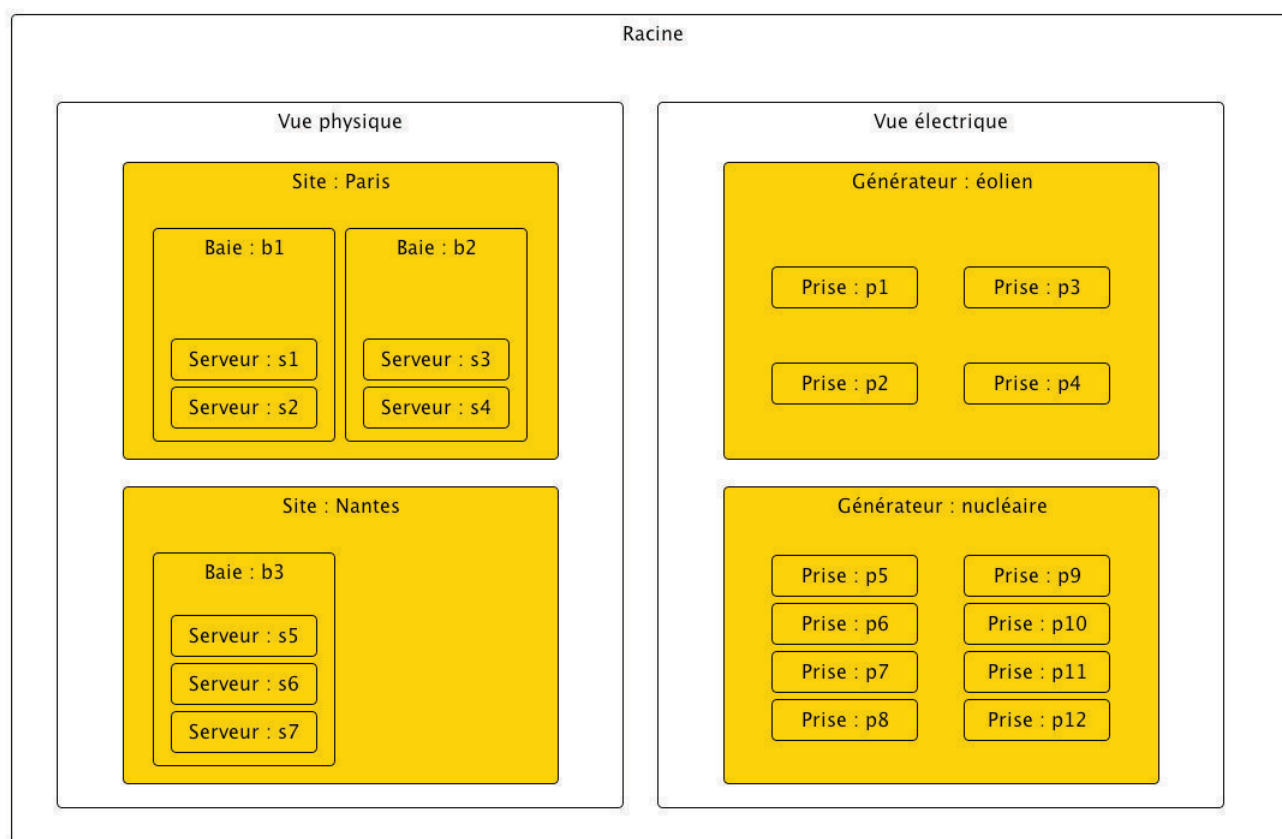 Racine
Vue physique
Site : Paris
Baie : b1
Serveur : s1
Serveur : s2
Baie : b2
Serveur : s3
Serveur : s4
Site : Nantes
Baie : b3
Serveur : s5
Serveur : s6
Serveur : s7
Vue électrique
Générateur : éolien
Prise : p1
Prise : p3
Prise : p2
Prise : p4
Générateur : nucléaire
Prise : p5
Prise : p9
Prise : p6
Prise : p10
Prise : p7
Prise : p11
Prise : p8
Prise : p12